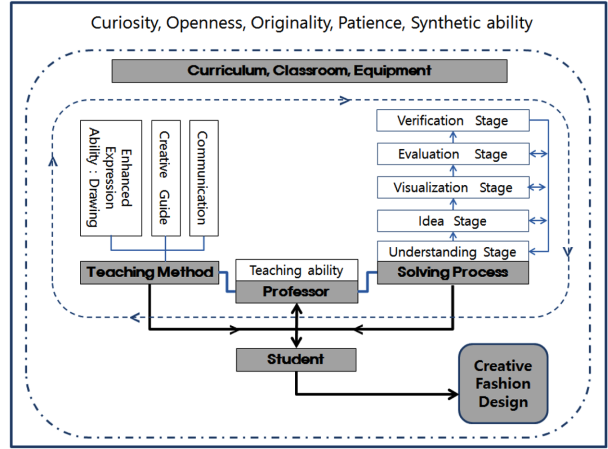 Curiosity, Openness, Originality, Patience, Synthetic ability
Curriculum, Classroom, Equipment
Enhanced
Expression
Ability : Drawing
Creative Guide
Communication
Verification Stage
Evaluation Stage
Visualization Stage
Idea Stage
Understanding Stage
Teaching Method
Teaching ability
Professor
Solving Process
Student
Creative
Fashion
Design